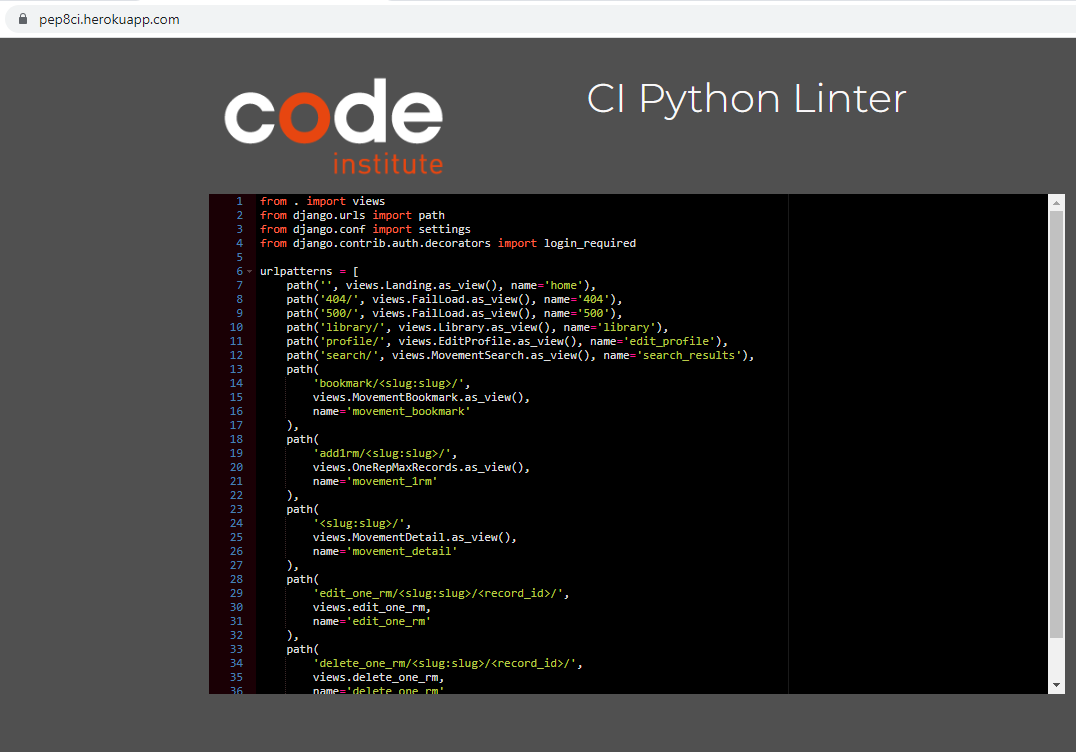 pep8ci.herokuapp.com
code
institute
CI Python Linter
1 from . import views
2 from django.urls import path
3 from django.conf import settings
4 from django.contrib.auth.decorators import login_required
5
6 urlpatterns = [
7     path('', views.Landing.as_view(), name='home'),
8     path('404/', views.FailLoad.as_view(), name='404'),
9     path('500/', views.FailLoad.as_view(), name='500'),
10     path('library/', views.Library.as_view(), name='library'),
11     path('profile/', views.EditProfile.as_view(), name='edit_profile'),
12     path('search/', views.MovementSearch.as_view(), name='search_results'),
13     path(
14         'bookmark/<slug:slug>/',
15         views.MovementBookmark.as_view(),
16         name='movement_bookmark'
17     ),
18     path(
19         'add1rm/<slug:slug>/',
20         views.OneRepMaxRecords.as_view(),
21         name='movement_1rm'
22     ),
23     path(
24         '<slug:slug>/',
25         views.MovementDetail.as_view(),
26         name='movement_detail'
27     ),
28     path(
29         'edit_one_rm/<slug:slug>/<record_id>/',
30         views.edit_one_rm,
31         name='edit_one_rm'
32     ),
33     path(
34         'delete_one_rm/<slug:slug>/<record_id>/',
35         views.delete_one_rm,
36         name='delete_one_rm'